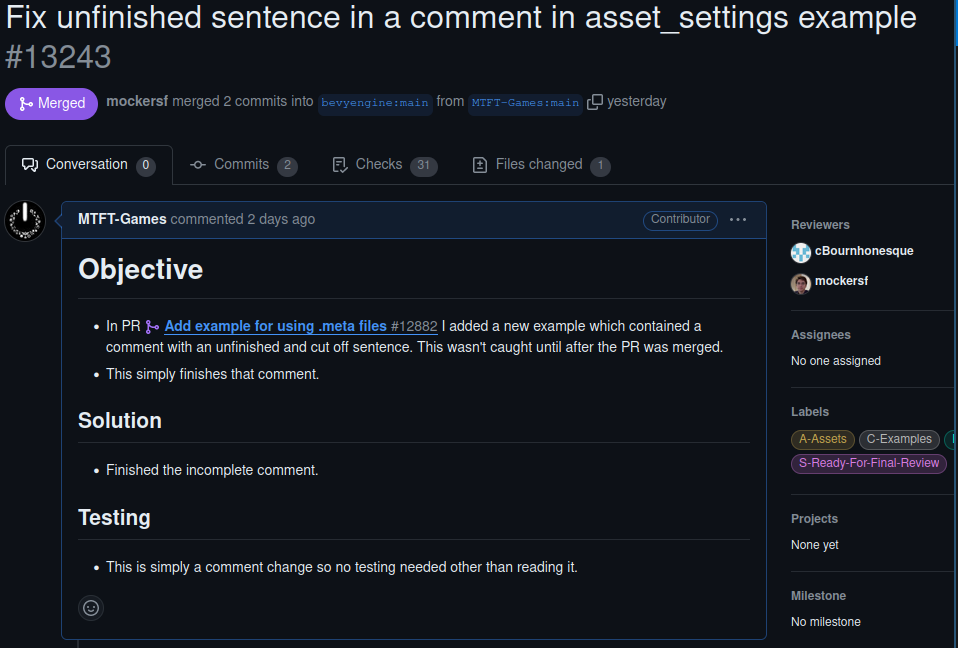 Fix unfinished sentence in a comment in asset_settings example
#13243
Merged mockersf merged 2 commits into bevyengine:main from MTFT-Games:main yesterday
Conversation 0 Commits 2 Checks 31 Files changed 1
MTFT-Games commented 2 days ago Contributor ...
Objective
• In PR Add example for using .meta files #12882 I added a new example which contained a
comment with an unfinished and cut off sentence. This wasn't caught until after the PR was merged.
• This simply finishes that comment.
Solution
• Finished the incomplete comment.
Testing
• This is simply a comment change so no testing needed other than reading it.
Reviewers
cBournhonesque
mockersf
Assignees
No one assigned
Labels
A-Assets C-Examples
S-Ready-For-Final-Review
Projects
None yet
Milestone
No milestone